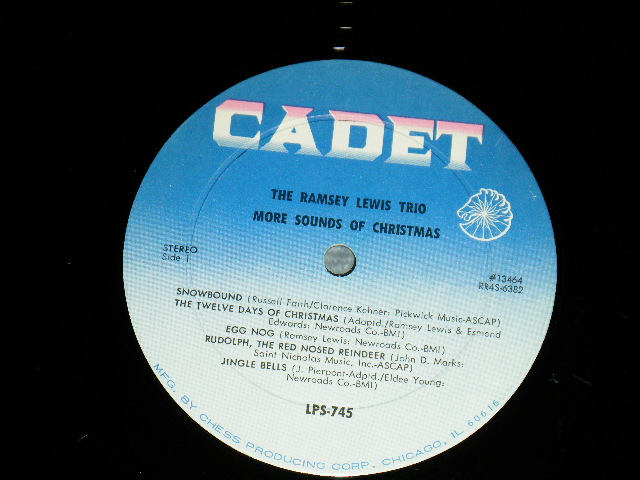 CADET
THE RAMSEY LEWIS TRIO
MORE SOUNDS OF CHRISTMAS
STEREO
Side 1
#13464
RR4S-6382
SNOWBOUND (Russell Faith/Clarence Kehner: Pickwick Music-ASCAP)
THE TWELVE DAYS OF CHRISTMAS (Adaptd./Ramsey Lewis & Esmond
Edwards: Newroads Co.-BMI)
EGG NOG (Ramsey Lewis: Newroads Co.-BMI)
RUDOLPH, THE RED NOSED REINDEER (John D. Marks:
Saint Nicholas Music, Inc.-ASCAP)
JINGLE BELLS (J. Pierpont-Adptd./Eldee Young:
Newroads Co.-BMI)
LPS-745
MFG. BY CHESS PRODUCING CORP. CHICAGO, IL 60616